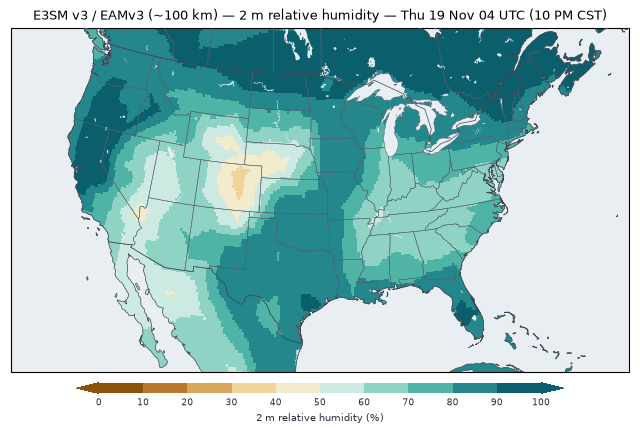 E3SM v3 / EAMv3 (~100 km) — 2 m relative humidity — Thu 19 Nov 04 UTC (10 PM CST)
0 10 20 30 40 50 60 70 80 90 100
2 m relative humidity (%)